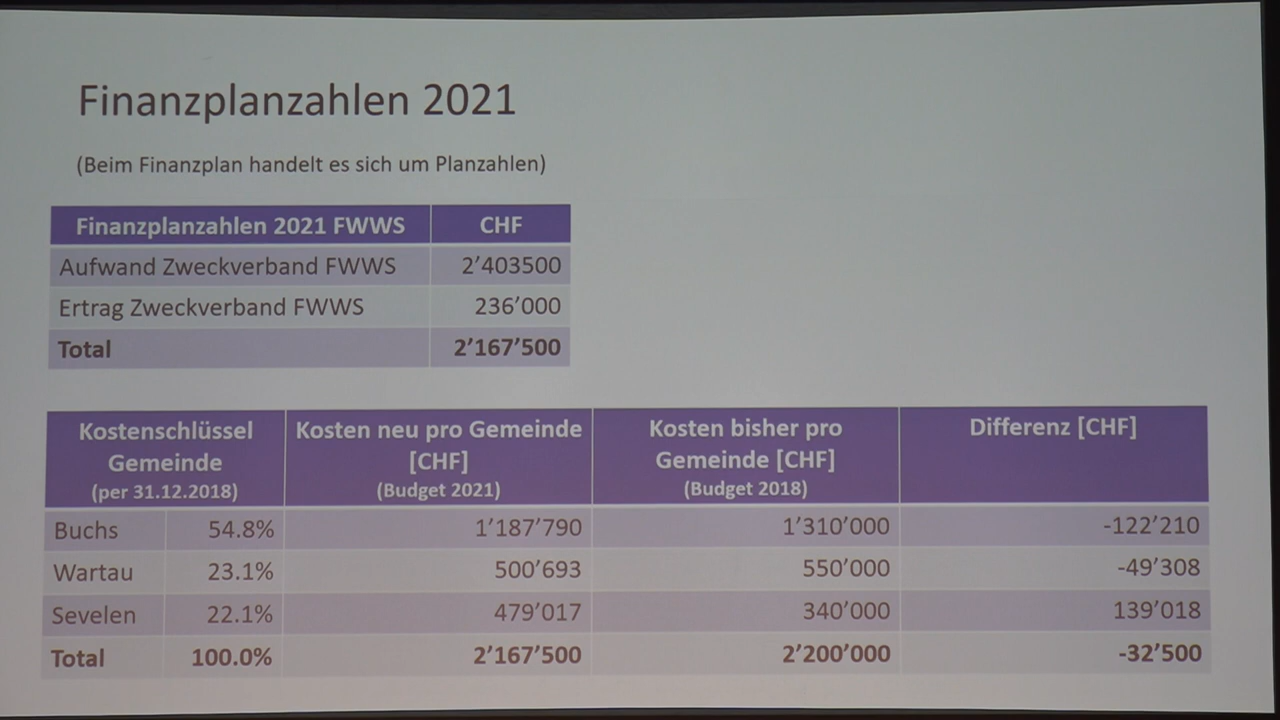 Finanzplanzahlen 2021
(Beim Finanzplan handelt es sich um Planzahlen)
Finanzplanzahlen 2021 FWWS CHF
Aufwand Zweckverband FWWS 2’403500
Ertrag Zweckverband FWWS 236’000
Total 2’167’500
Kostenschlüssel Kosten neu pro Gemeinde Kosten bisher pro Differenz [CHF]
Gemeinde [CHF] Gemeinde [CHF]
(per 31.12.2018) (Budget 2021) (Budget 2018)
Buchs 54.8% 1’187’790 1’310’000 -122’210
Wartau 23.1% 500’693 550’000 -49’308
Sevelen 22.1% 479’017 340’000 139’018
Total 100.0% 2’167’500 2’200’000 -32’500